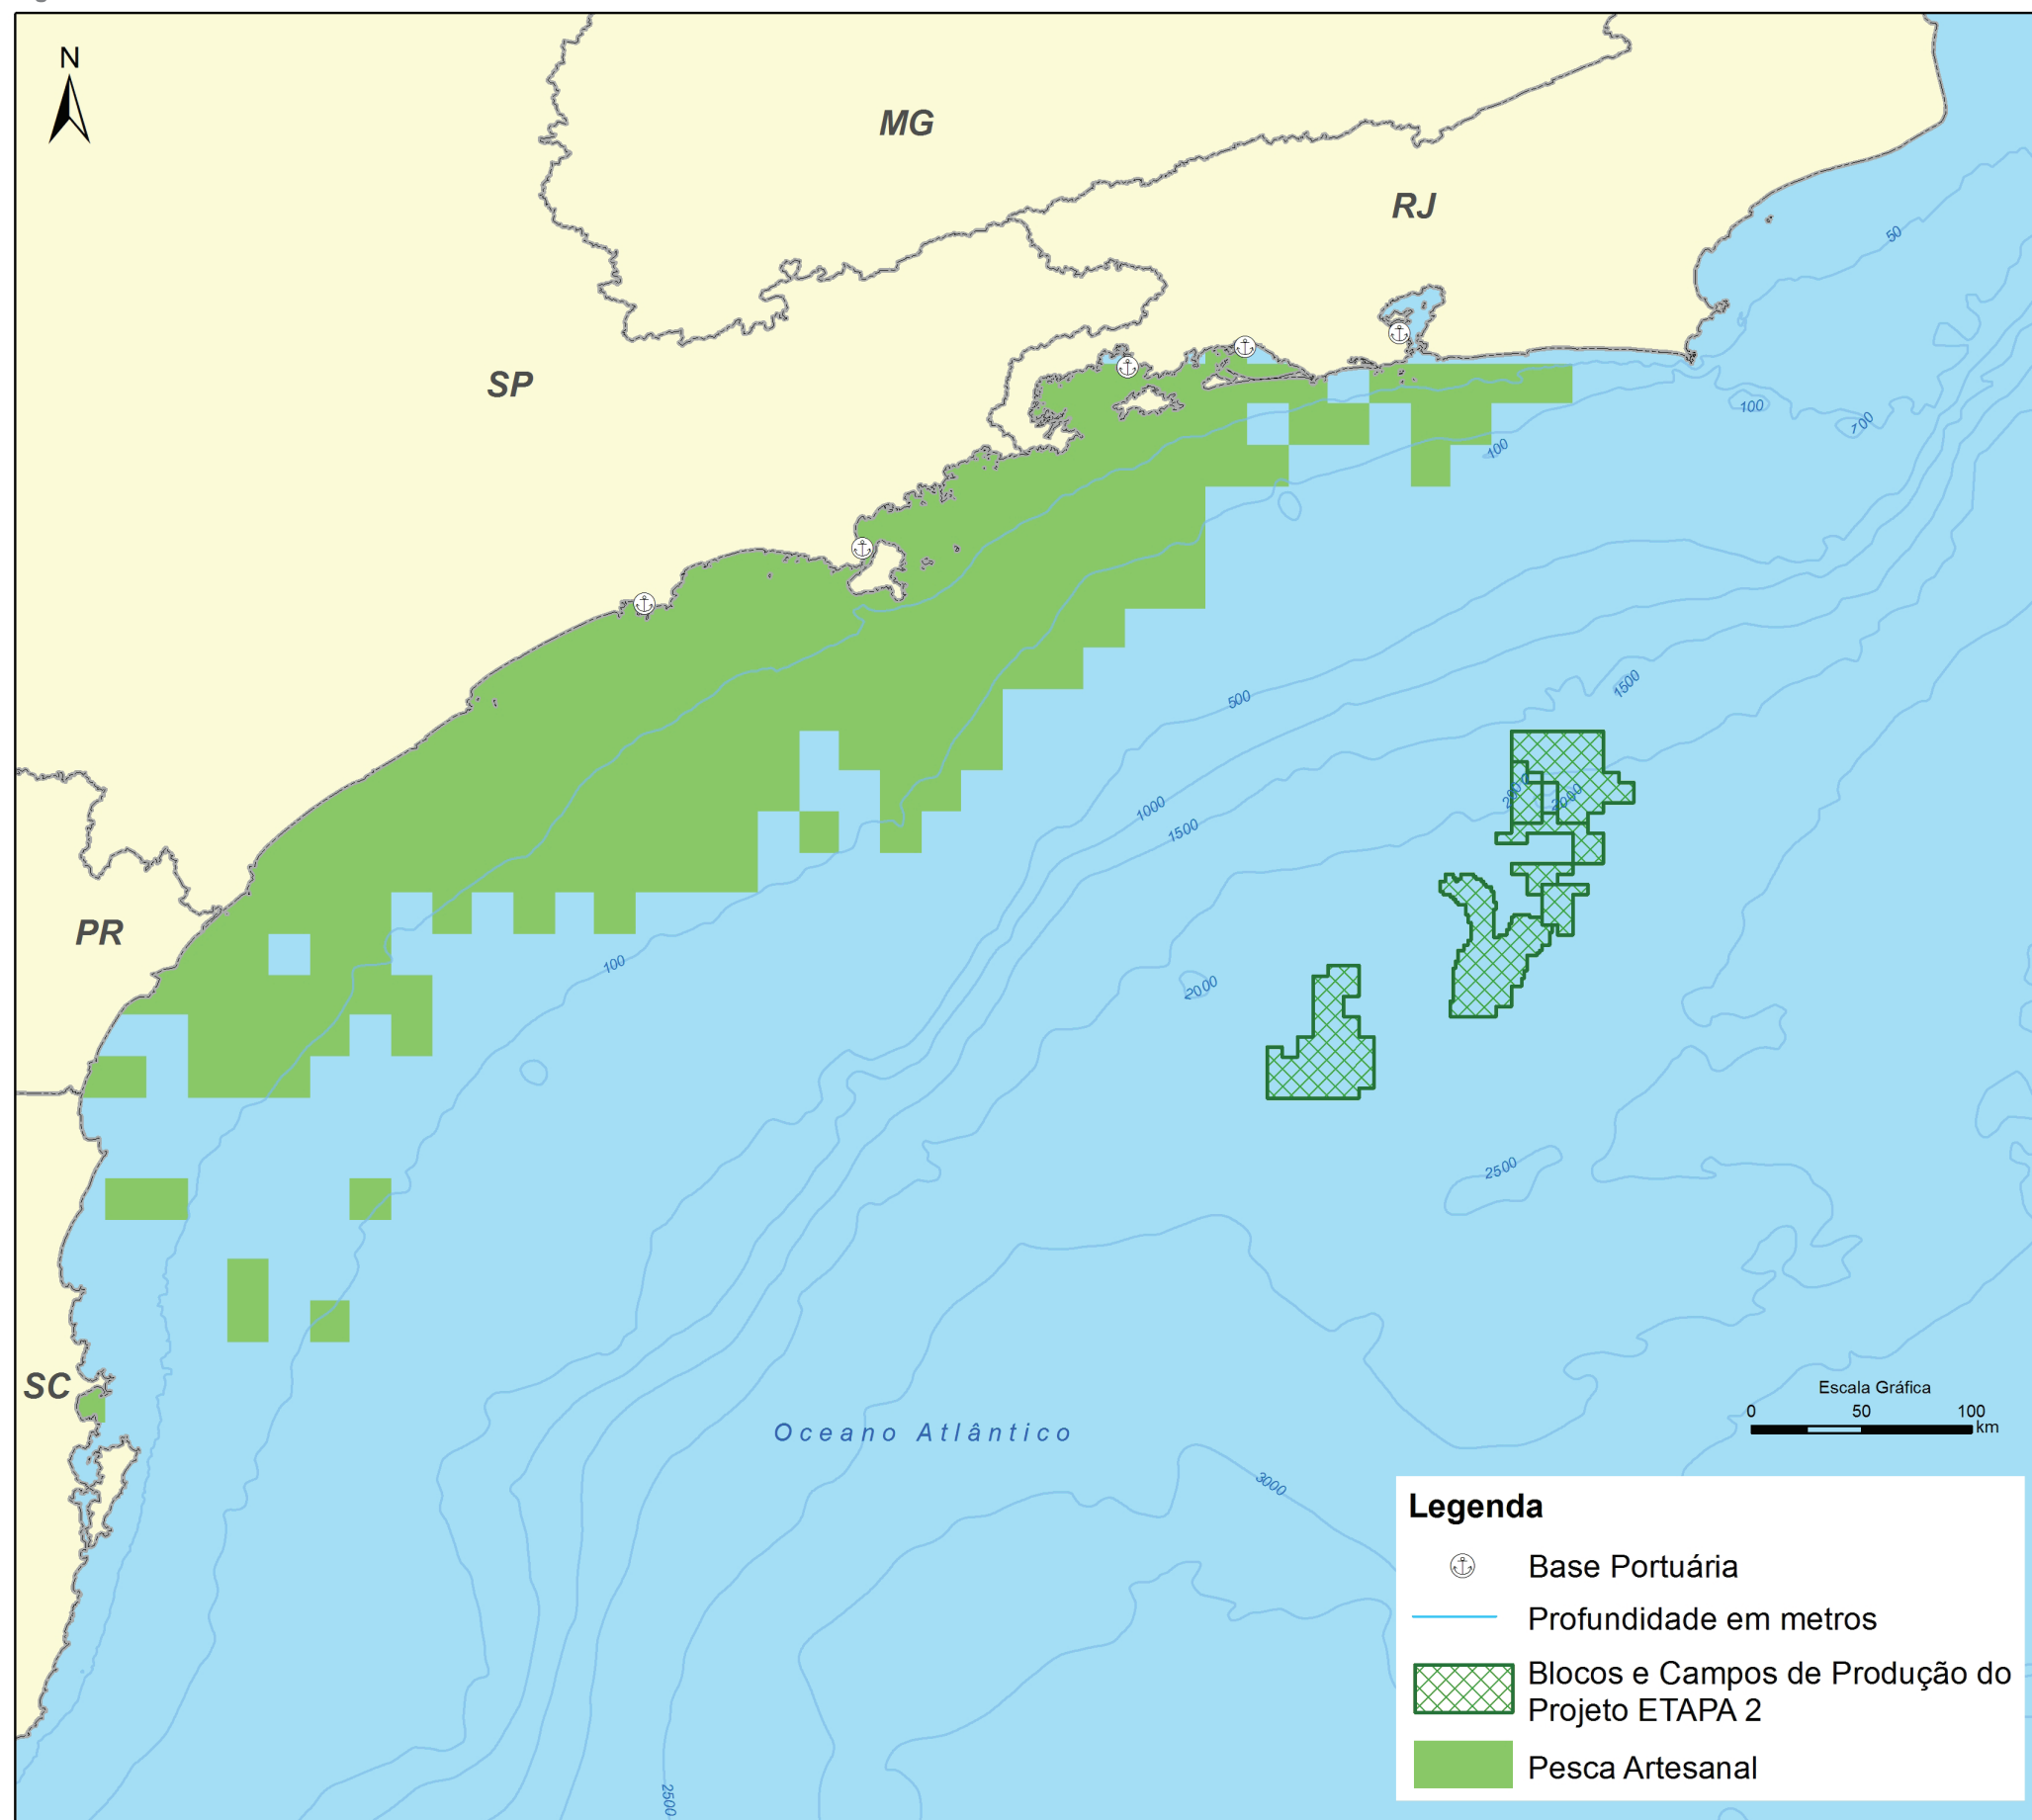 N
MG
RJ
SP
PR
SC
50
100
100
100
500
1500
1000
1500
2000
2000
100
2500
3000
2500
Oceano Atlântico
Escala Gráfica
0 50 100
km
Legenda
Base Portuária
Profundidade em metros
Blocos e Campos de Produção do
Projeto ETAPA 2
Pesca Artesanal